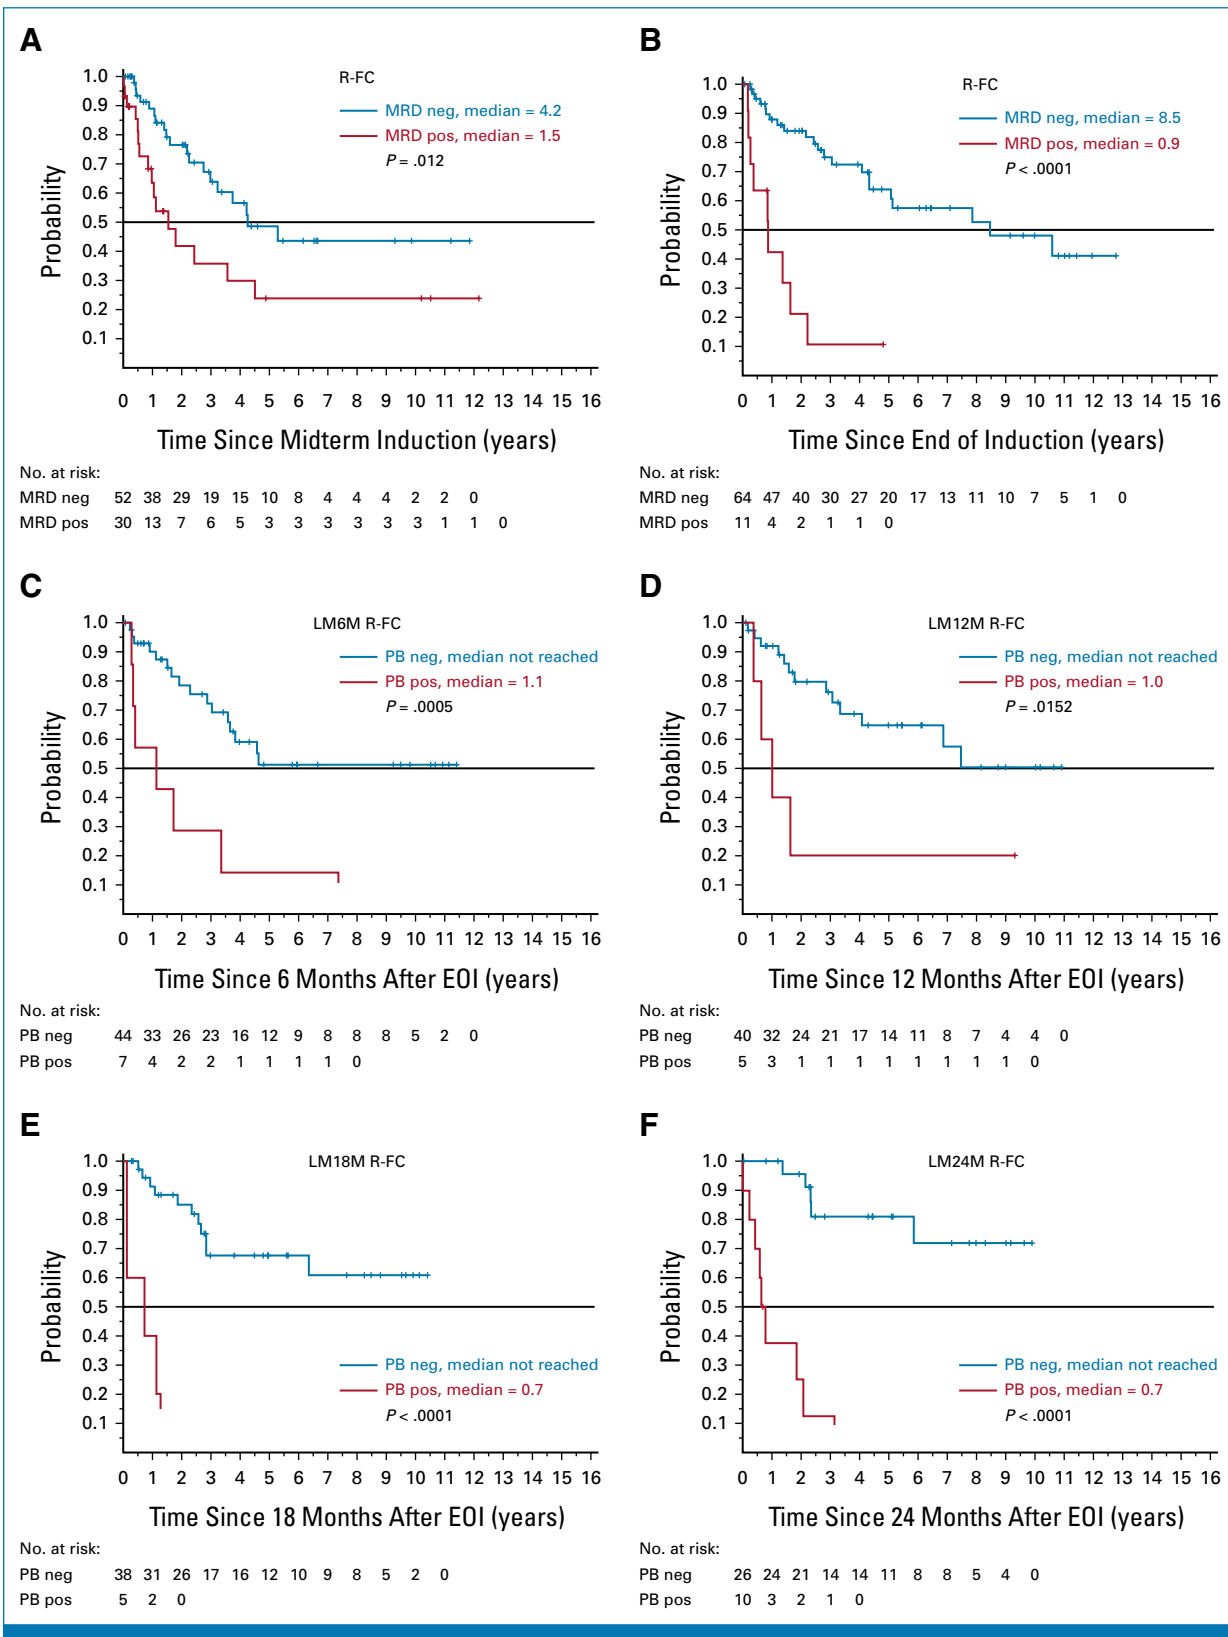 A
R-FC
MRD neg, median = 4.2
MRD pos, median = 1.5
P = .012
Probability
1.0
0.9
0.8
0.7
0.6
0.5
0.4
0.3
0.2
0.1
0 1 2 3 4 5 6 7 8 9 10 11 12 13 14 15 16
Time Since Midterm Induction (years)
No. at risk:
MRD neg 52 38 29 19 15 10 8 4 4 4 2 2 0
MRD pos 30 13 7 6 5 3 3 3 3 3 3 1 1 0
B
R-FC
MRD neg, median = 8.5
MRD pos, median = 0.9
P < .0001
Probability
1.0
0.9
0.8
0.7
0.6
0.5
0.4
0.3
0.2
0.1
0 1 2 3 4 5 6 7 8 9 10 11 12 13 14 15 16
Time Since End of Induction (years)
No. at risk:
MRD neg 64 47 40 30 27 20 17 13 11 10 7 5 1 0
MRD pos 11 4 2 1 1 0
C
LM6M R-FC
PB neg, median not reached
PB pos, median = 1.1
P = .0005
Probability
1.0
0.9
0.8
0.7
0.6
0.5
0.4
0.3
0.2
0.1
0 1 2 3 4 5 6 7 8 9 10 11 12 13 14 15 16
Time Since 6 Months After EOI (years)
No. at risk:
PB neg 44 33 26 23 16 12 9 8 8 8 5 2 0
PB pos 7 4 2 2 1 1 1 1 0
D
LM12M R-FC
PB neg, median not reached
PB pos, median = 1.0
P = .0152
Probability
1.0
0.9
0.8
0.7
0.6
0.5
0.4
0.3
0.2
0.1
0 1 2 3 4 5 6 7 8 9 10 11 12 13 14 15 16
Time Since 12 Months After EOI (years)
No. at risk:
PB neg 40 32 24 21 17 14 11 8 7 4 4 0
PB pos 5 3 1 1 1 1 1 1 1 1 0
E
LM18M R-FC
PB neg, median not reached
PB pos, median = 0.7
P < .0001
Probability
1.0
0.9
0.8
0.7
0.6
0.5
0.4
0.3
0.2
0.1
0 1 2 3 4 5 6 7 8 9 10 11 12 13 14 15 16
Time Since 18 Months After EOI (years)
No. at risk:
PB neg 38 31 26 17 16 12 10 9 8 5 2 0
PB pos 5 2 0
F
LM24M R-FC
PB neg, median not reached
PB pos, median = 0.7
P < .0001
Probability
1.0
0.9
0.8
0.7
0.6
0.5
0.4
0.3
0.2
0.1
0 1 2 3 4 5 6 7 8 9 10 11 12 13 14 15 16
Time Since 24 Months After EOI (years)
No. at risk:
PB neg 26 24 21 14 14 11 8 8 5 4 0
PB pos 10 3 2 1 0